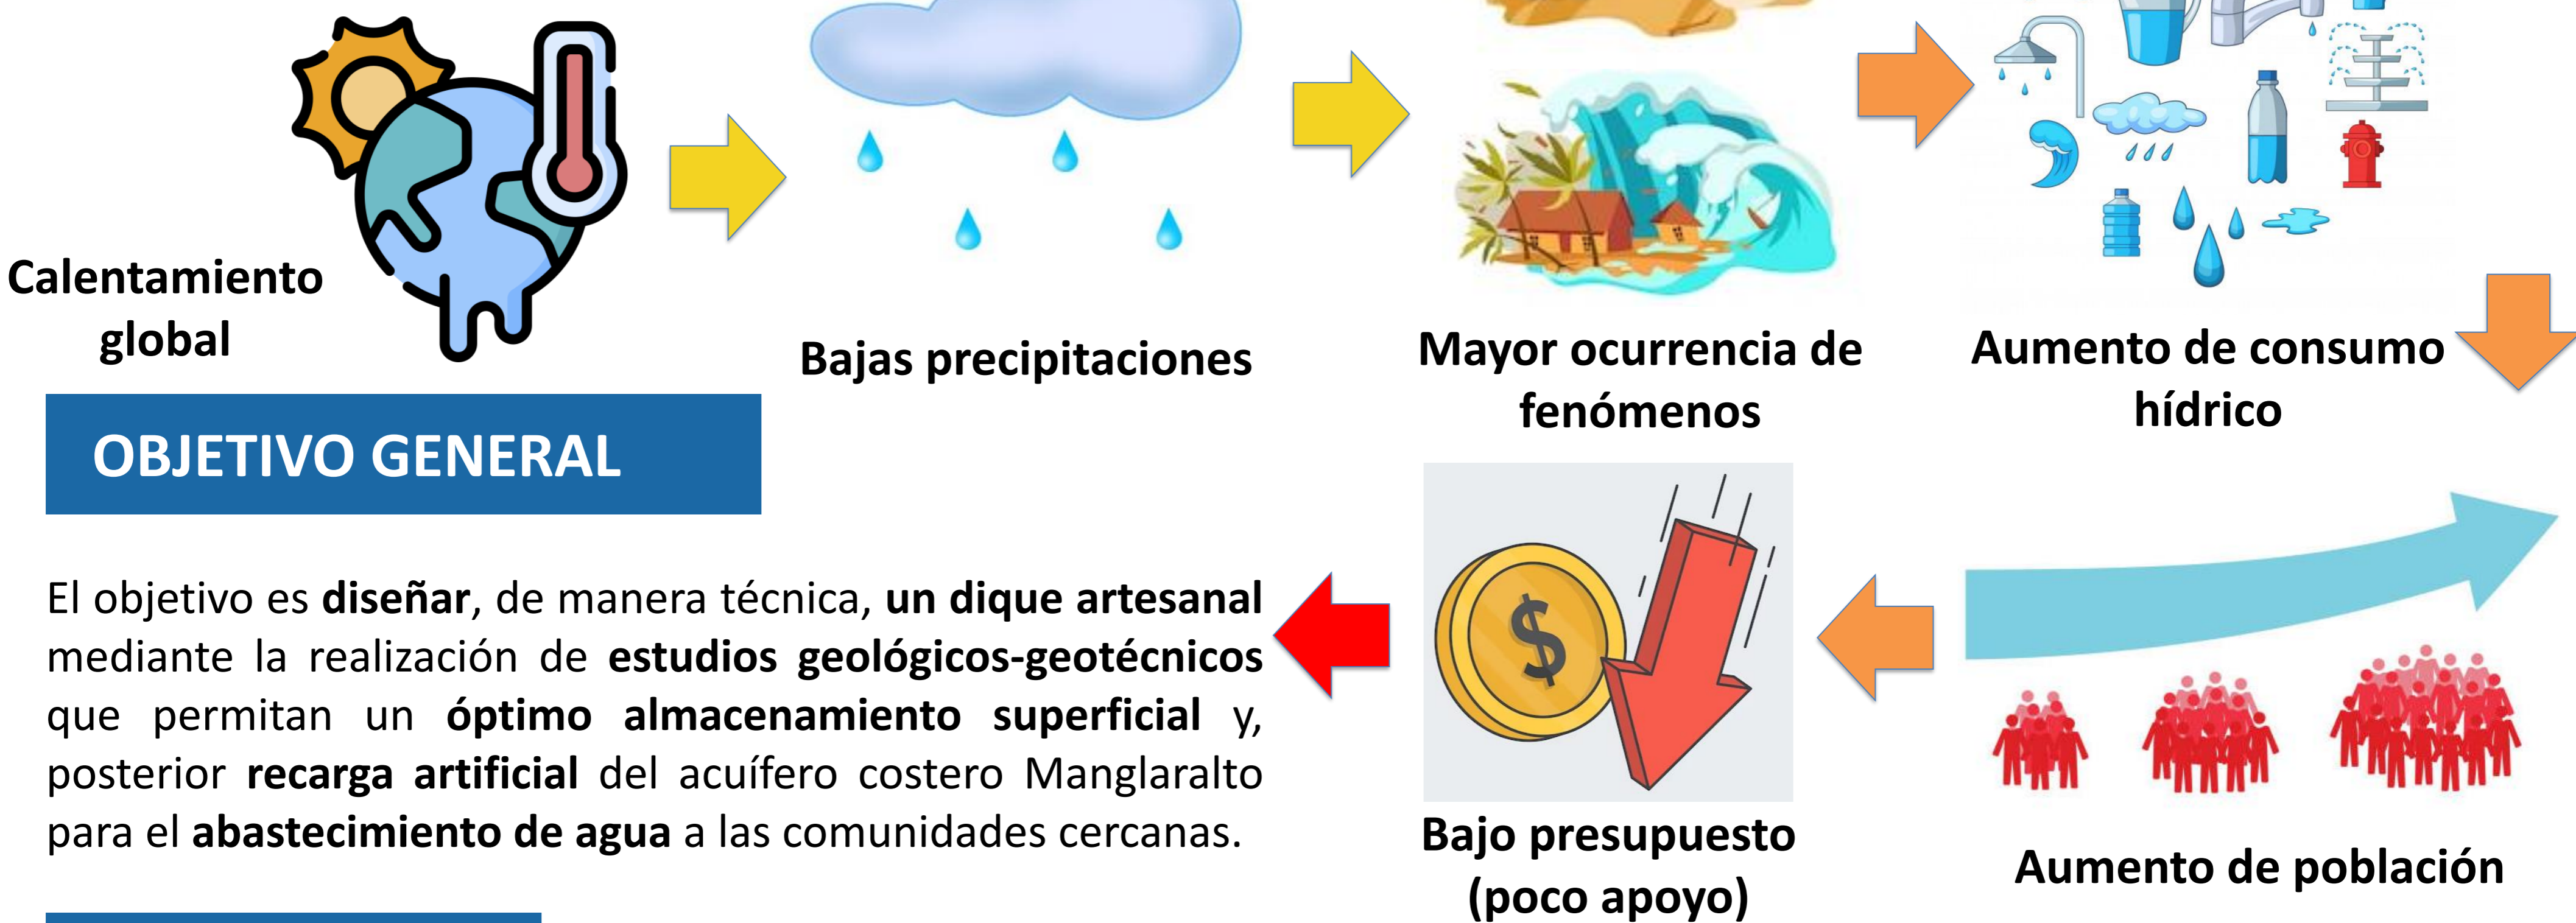 Calentamiento
global
Bajas precipitaciones
Mayor ocurrencia de
fenómenos
Aumento de consumo
hídrico
OBJETIVO GENERAL
El objetivo es diseñar, de manera técnica, un dique artesanal
mediante la realización de estudios geológicos-geotécnicos
que permitan un óptimo almacenamiento superficial y,
posterior recarga artificial del acuífero costero Manglaralto
para el abastecimiento de agua a las comunidades cercanas.
$
Bajo presupuesto
(poco apoyo)
Aumento de población